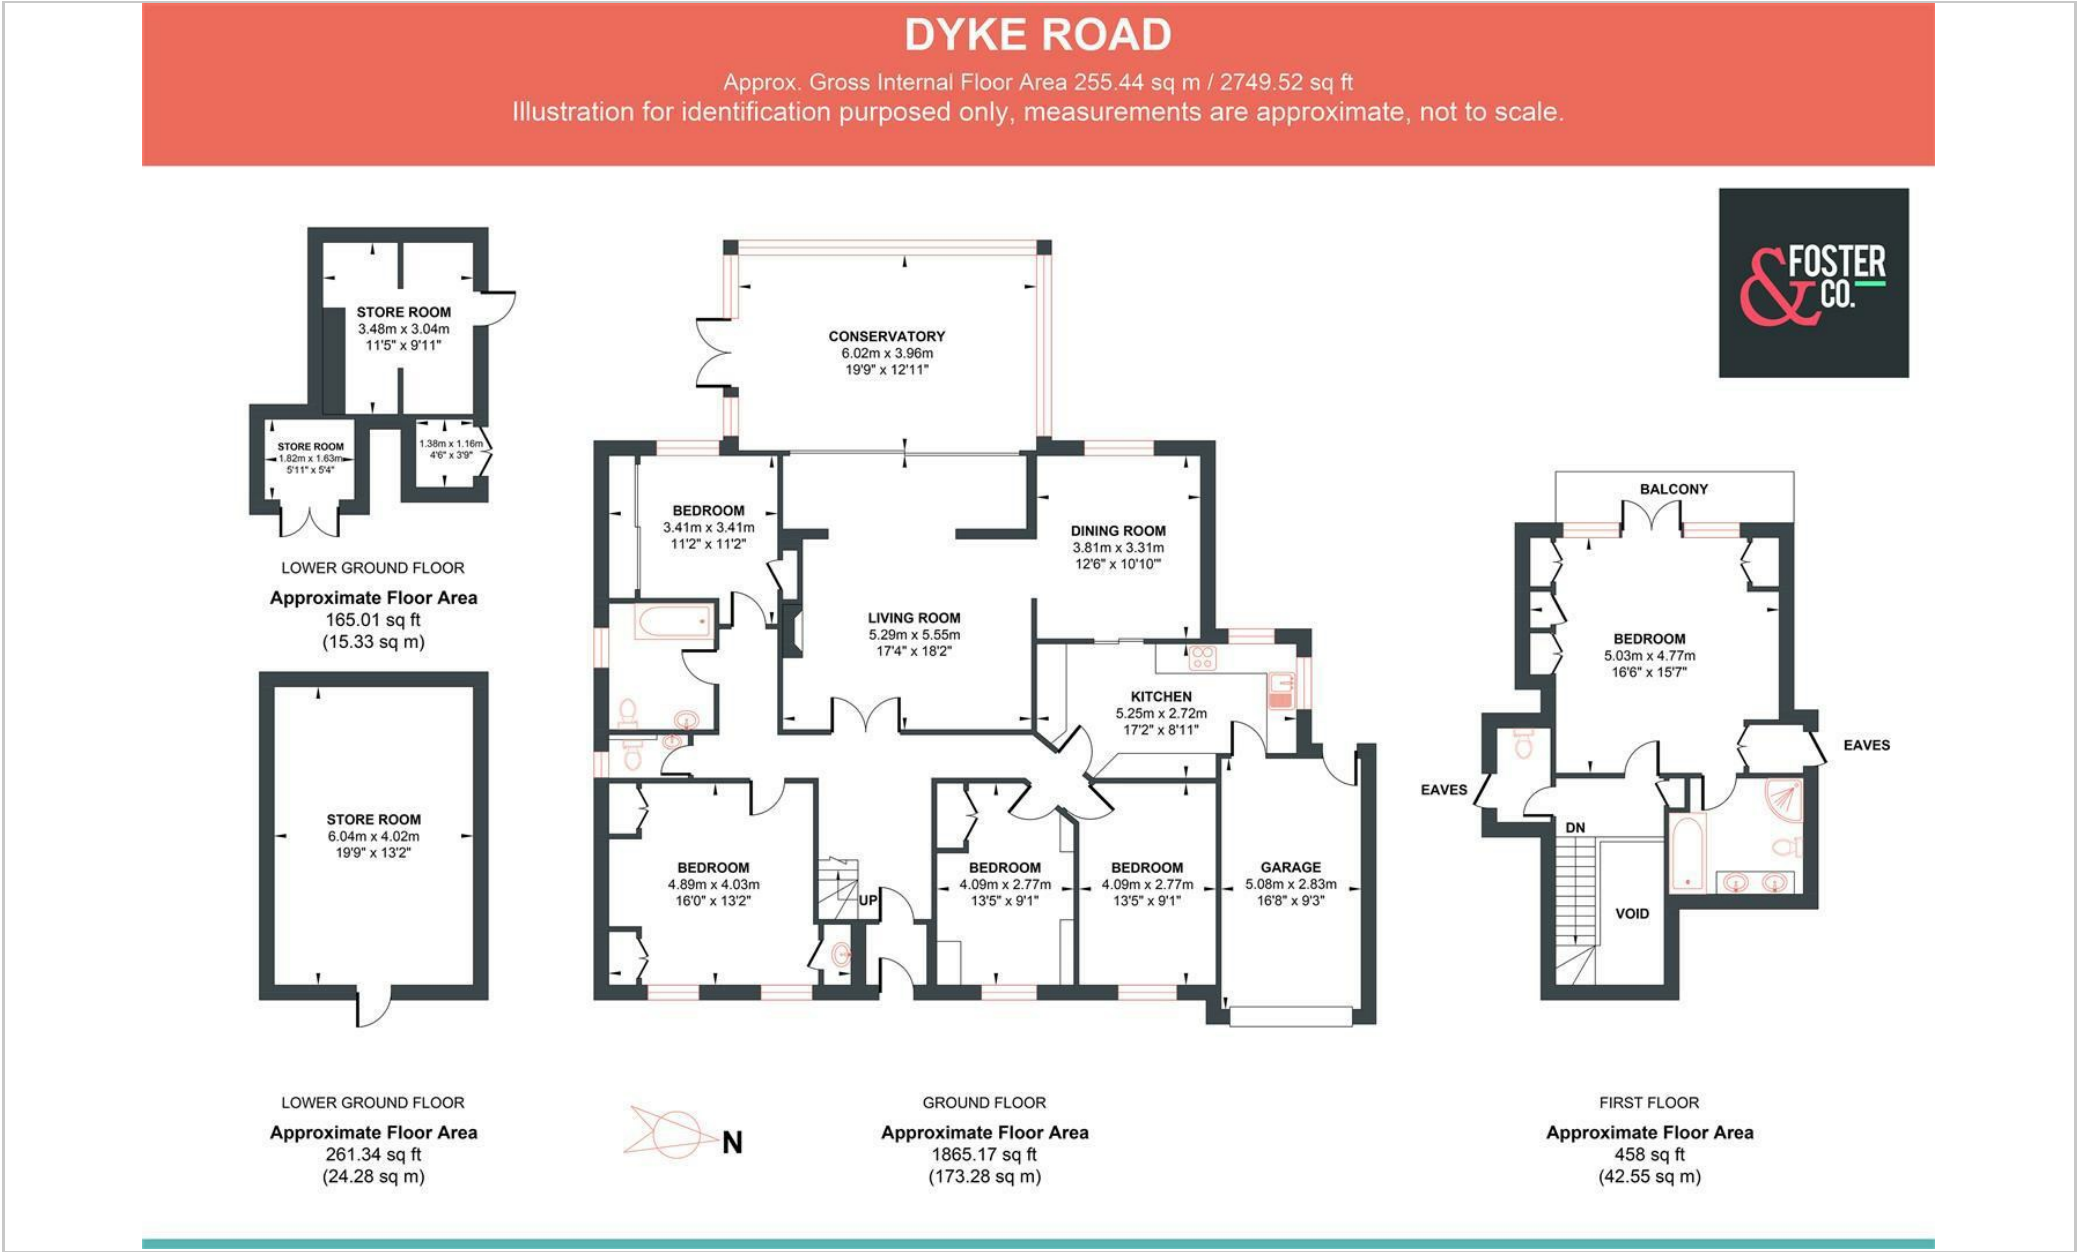 DYKE ROAD
Approx. Gross Internal Floor Area 255.44 sq m / 2749.52 sq ft
Illustration for identification purposed only, measurements are approximate, not to scale.
&FOSTER
CO.
STORE ROOM
3.48m x 3.04m
11'5" x 9'11"
STORE ROOM
1.82m x 1.63m
5'11" x 5'4"
1.38m x 1.16m
4'6" x 3'9"
LOWER GROUND FLOOR
Approximate Floor Area
165.01 sq ft
(15.33 sq m)
STORE ROOM
6.04m x 4.02m
19'9" x 13'2"
LOWER GROUND FLOOR
Approximate Floor Area
261.34 sq ft
(24.28 sq m)
CONSERVATORY
6.02m x 3.96m
19'9" x 12'11"
BEDROOM
3.41m x 3.41m
11'2" x 11'2"
DINING ROOM
3.81m x 3.31m
12'6" x 10'10'"
LIVING ROOM
5.29m x 5.55m
17'4" x 18'2"
KITCHEN
5.25m x 2.72m
17'2" x 8'11"
BEDROOM
4.89m x 4.03m
16'0" x 13'2"
UP
BEDROOM
4.09m x 2.77m
13'5" x 9'1"
BEDROOM
4.09m x 2.77m
13'5" x 9'1"
GARAGE
5.08m x 2.83m
16'8" x 9'3"
N
GROUND FLOOR
Approximate Floor Area
1865.17 sq ft
(173.28 sq m)
BALCONY
BEDROOM
5.03m x 4.77m
16'6" x 15'7"
EAVES
EAVES
DN
VOID
FIRST FLOOR
Approximate Floor Area
458 sq ft
(42.55 sq m)